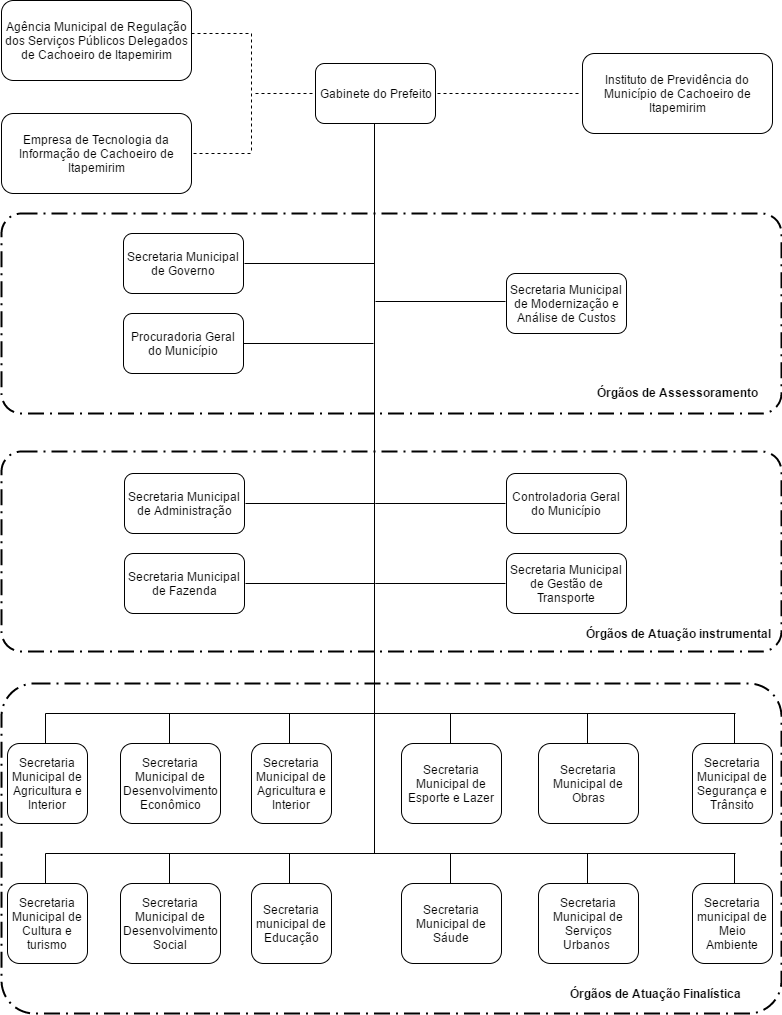 Agência Municipal de Regulação
dos Serviços Públicos Delegados
de Cachoeiro de Itapemirim
Gabinete do Prefeito
Instituto de Previdência do
Município de Cachoeiro de
Itapemirim
Empresa de Tecnologia da
Informação de Cachoeiro de
Itapemirim
Secretaria Municipal
de Governo
Secretaria Municipal
de Modernização e
Análise de Custos
Procuradoria Geral
do Município
Órgãos de Assessoramento
Secretaria Municipal
de Administração
Controladoria Geral
do Município
Secretaria Municipal
de Fazenda
Secretaria Municipal
de Gestão de
Transporte
Órgãos de Atuação instrumental
Secretaria
Municipal de
Agricultura e
Interior
Secretaria
Municipal de
Desenvolvimento
Econômico
Secretaria
Municipal de
Agricultura e
Interior
Secretaria
Municipal de
Esporte e Lazer
Secretaria
Municipal de
Obras
Secretaria
Municipal de
Segurança e
Trânsito
Secretaria
Municipal de
Cultura e
turismo
Secretaria
Municipal de
Desenvolvimento
Social
Secretaria
municipal de
Educação
Secretaria
Municipal de
Sáude
Secretaria
Municipal de
Serviços
Urbanos
Secretaria
municipal de
Meio
Ambiente
Órgãos de Atuação Finalística